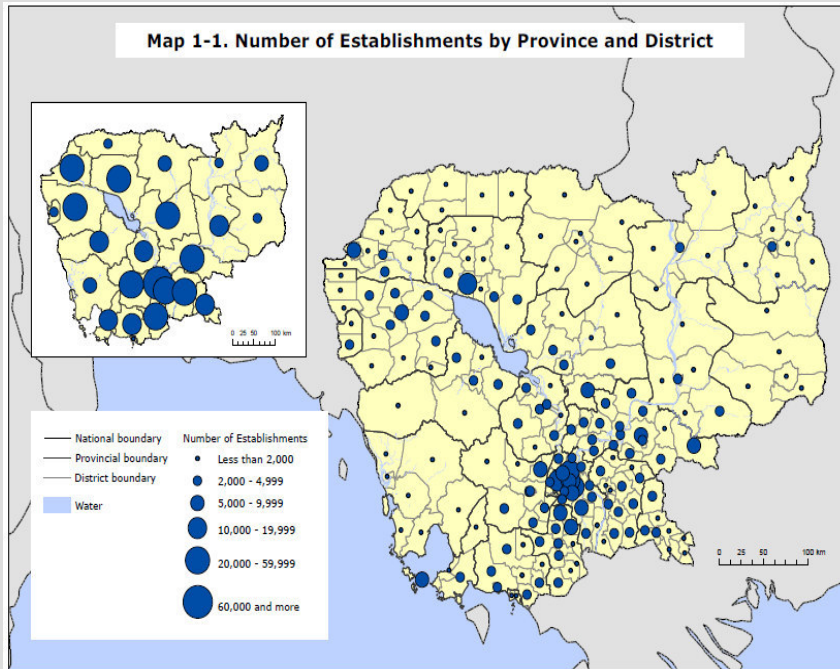 Map 1-1. Number of Establishments by Province and District
0 25 50 100 km
National boundary
Provincial boundary
District boundary
Water
Number of Establishments
Less than 2,000
2,000 - 4,999
5,000 - 9,999
10,000 - 19,999
20,000 - 59,999
60,000 and more
0 25 50 100 km